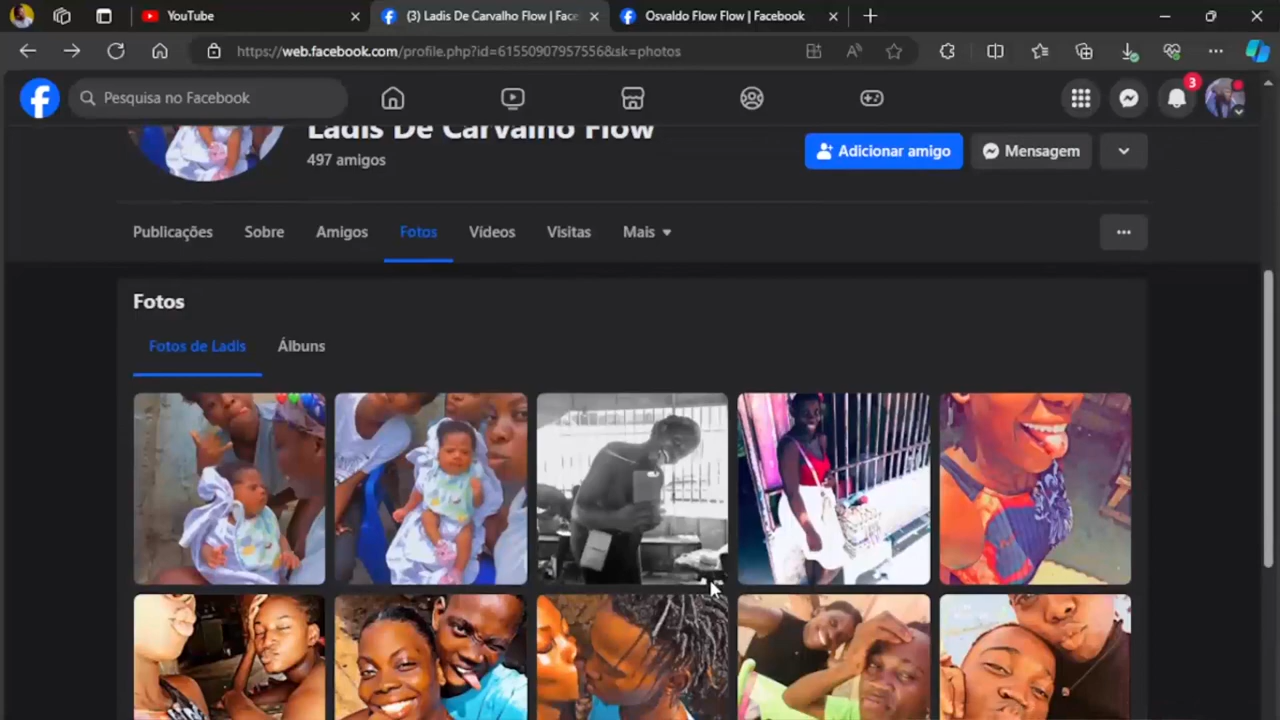 YouTube
(3) Ladis De Carvalho Flow | Face
Osvaldo Flow Flow | Facebook
https://web.facebook.com/profile.php?id=61550907957556&sk=photos
Pesquisa no Facebook
3
Ladis De Carvalho Flow
497 amigos
Adicionar amigo
Mensagem
Publicações
Sobre
Amigos
Fotos
Vídeos
Visitas
Mais
Fotos
Fotos de Ladis
Álbuns